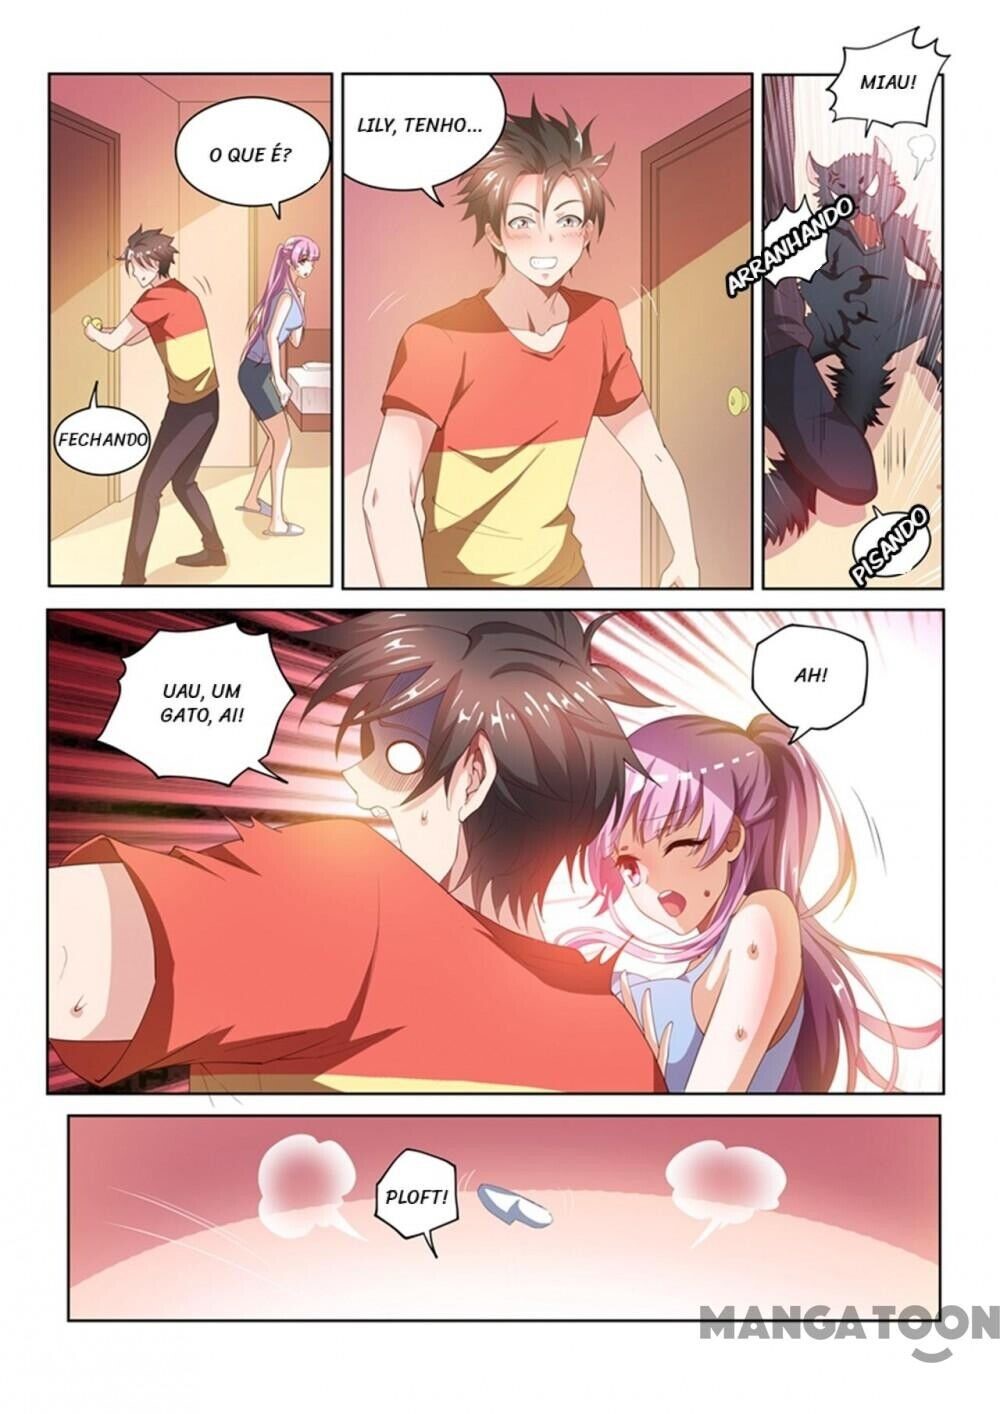 O QUE É?
FECHANDO
LILY, TENHO...
MIAU!
ARRANHANDO
PISANDO
UAU, UM
GATO, AI!
AH!
PLOFT!
MANGATOON